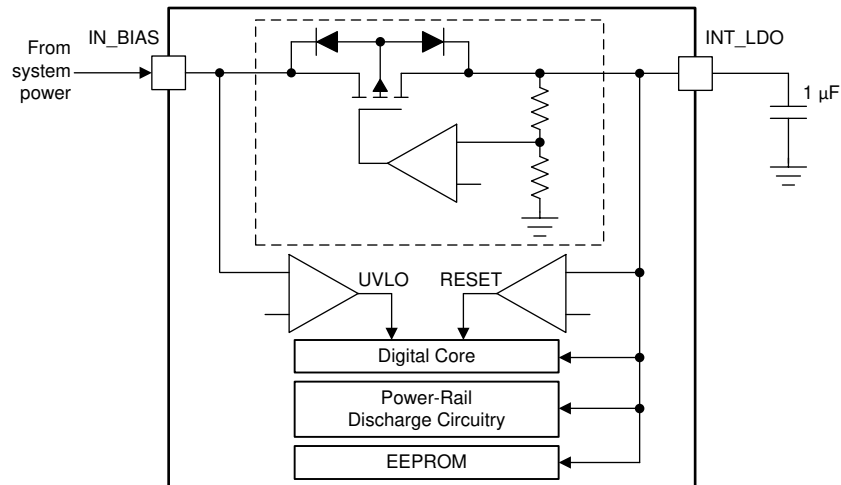 From
system
power
IN_BIAS
INT_LDO
1 µF
UVLO
RESET
Digital Core
Power-Rail
Discharge Circuitry
EEPROM